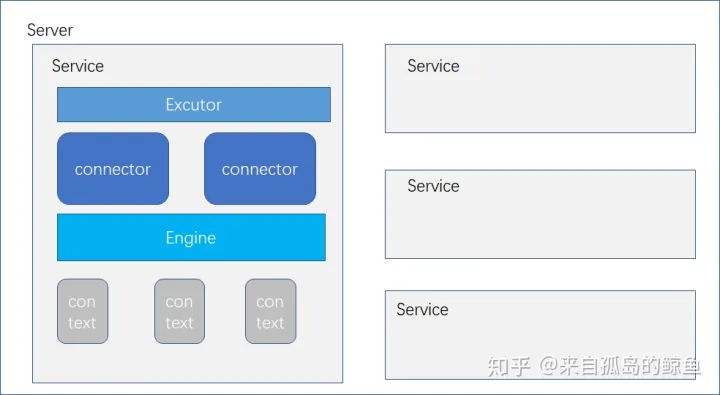 Server
Service
Excutor
connector
connector
Engine
con
text
con
text
con
text
Service
Service
Service
知乎 @来自孤岛的鲸鱼